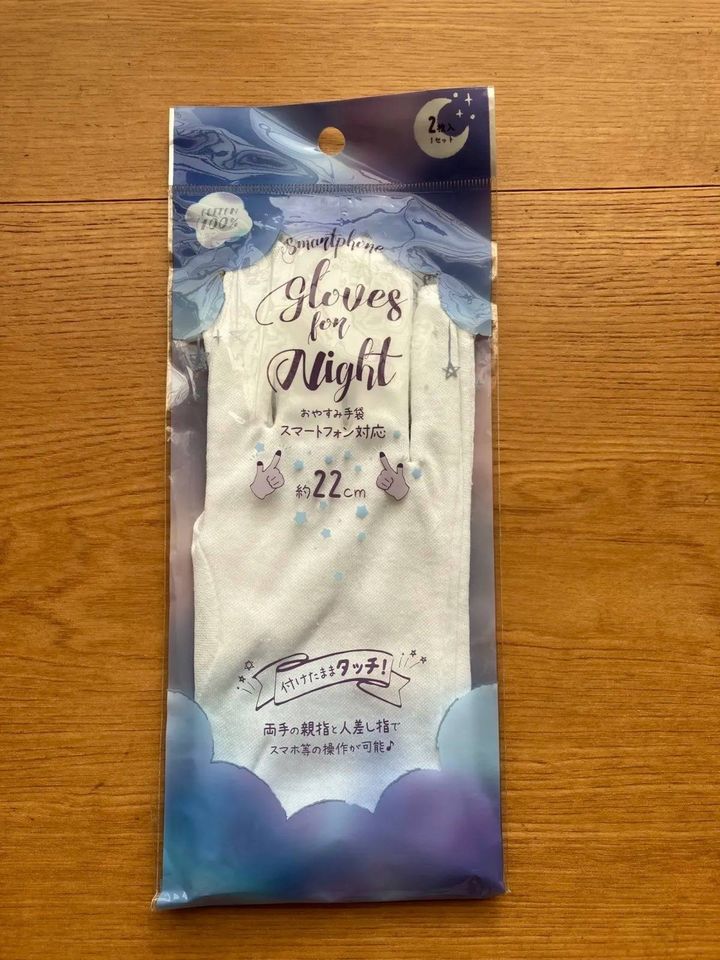 2枚入
1セット
COTTON
100%
Smartphone
Gloves
for
Night
おやすみ手袋
スマートフォン対応
約22cm
付けたままタッチ!
両手の親指と人差し指で
スマホ等の操作が可能♪